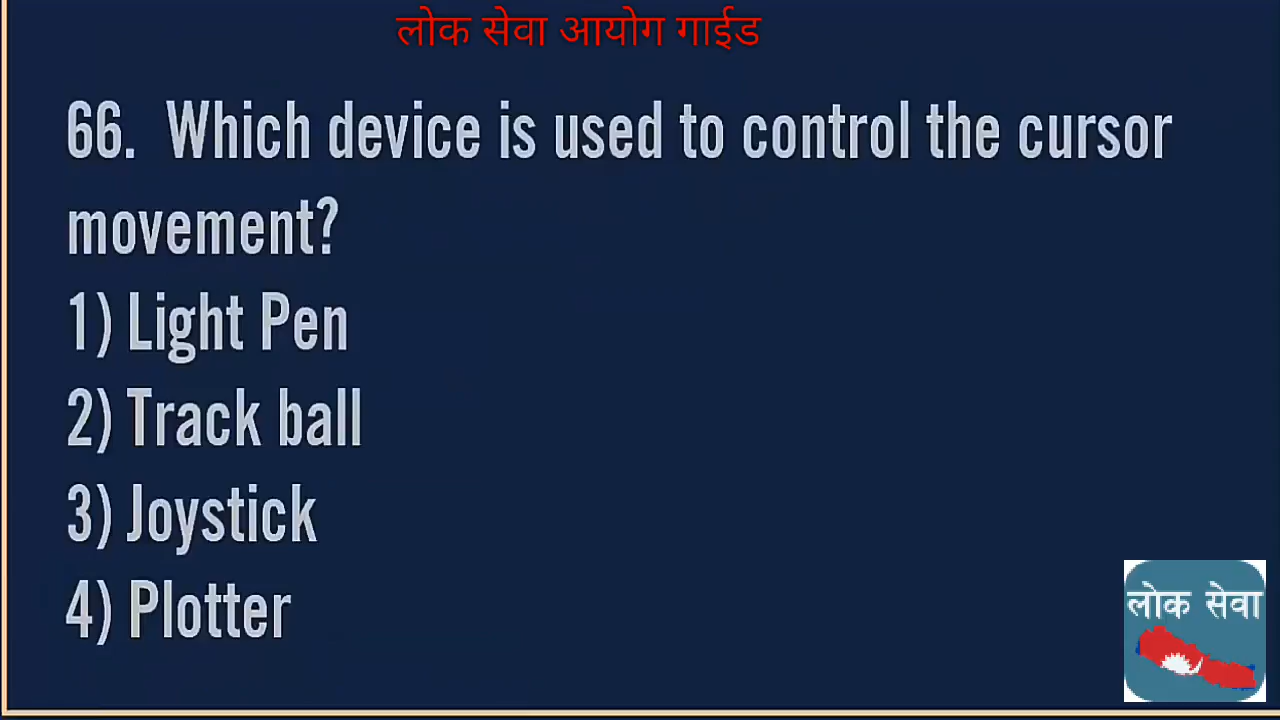 लोक सेवा आयोग गाईड
66. Which device is used to control the cursor
movement?
1) Light Pen
2) Track ball
3) Joystick
4) Plotter
लोक सेवा